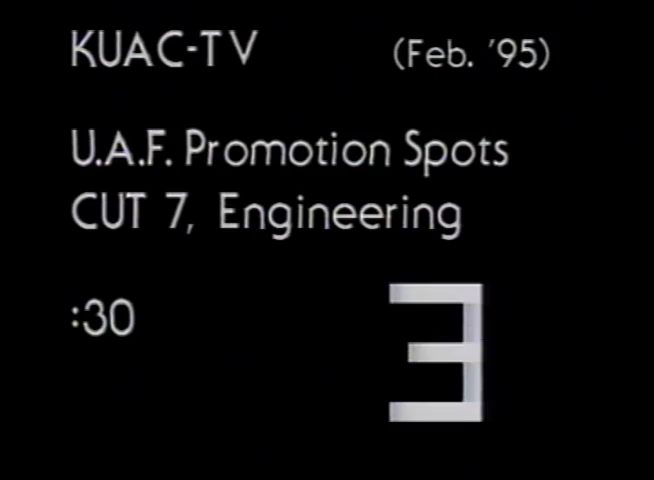 KUAC-TV (Feb. '95)
U.A.F. Promotion Spots
CUT 7, Engineering
:30
3